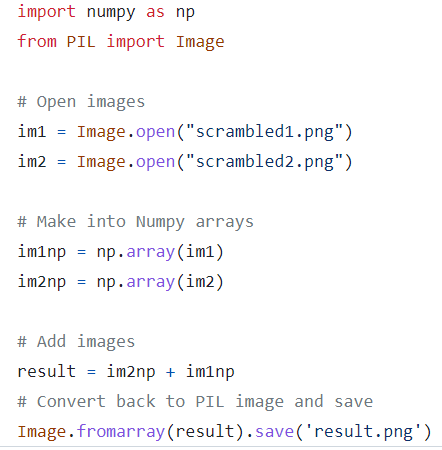 import numpy as np
from PIL import Image
# Open images
im1 = Image.open("scrambled1.png")
im2 = Image.open("scrambled2.png")
# Make into Numpy arrays
im1np = np.array(im1)
im2np = np.array(im2)
# Add images
result = im2np + im1np
# Convert back to PIL image and save
Image.fromarray(result).save('result.png')